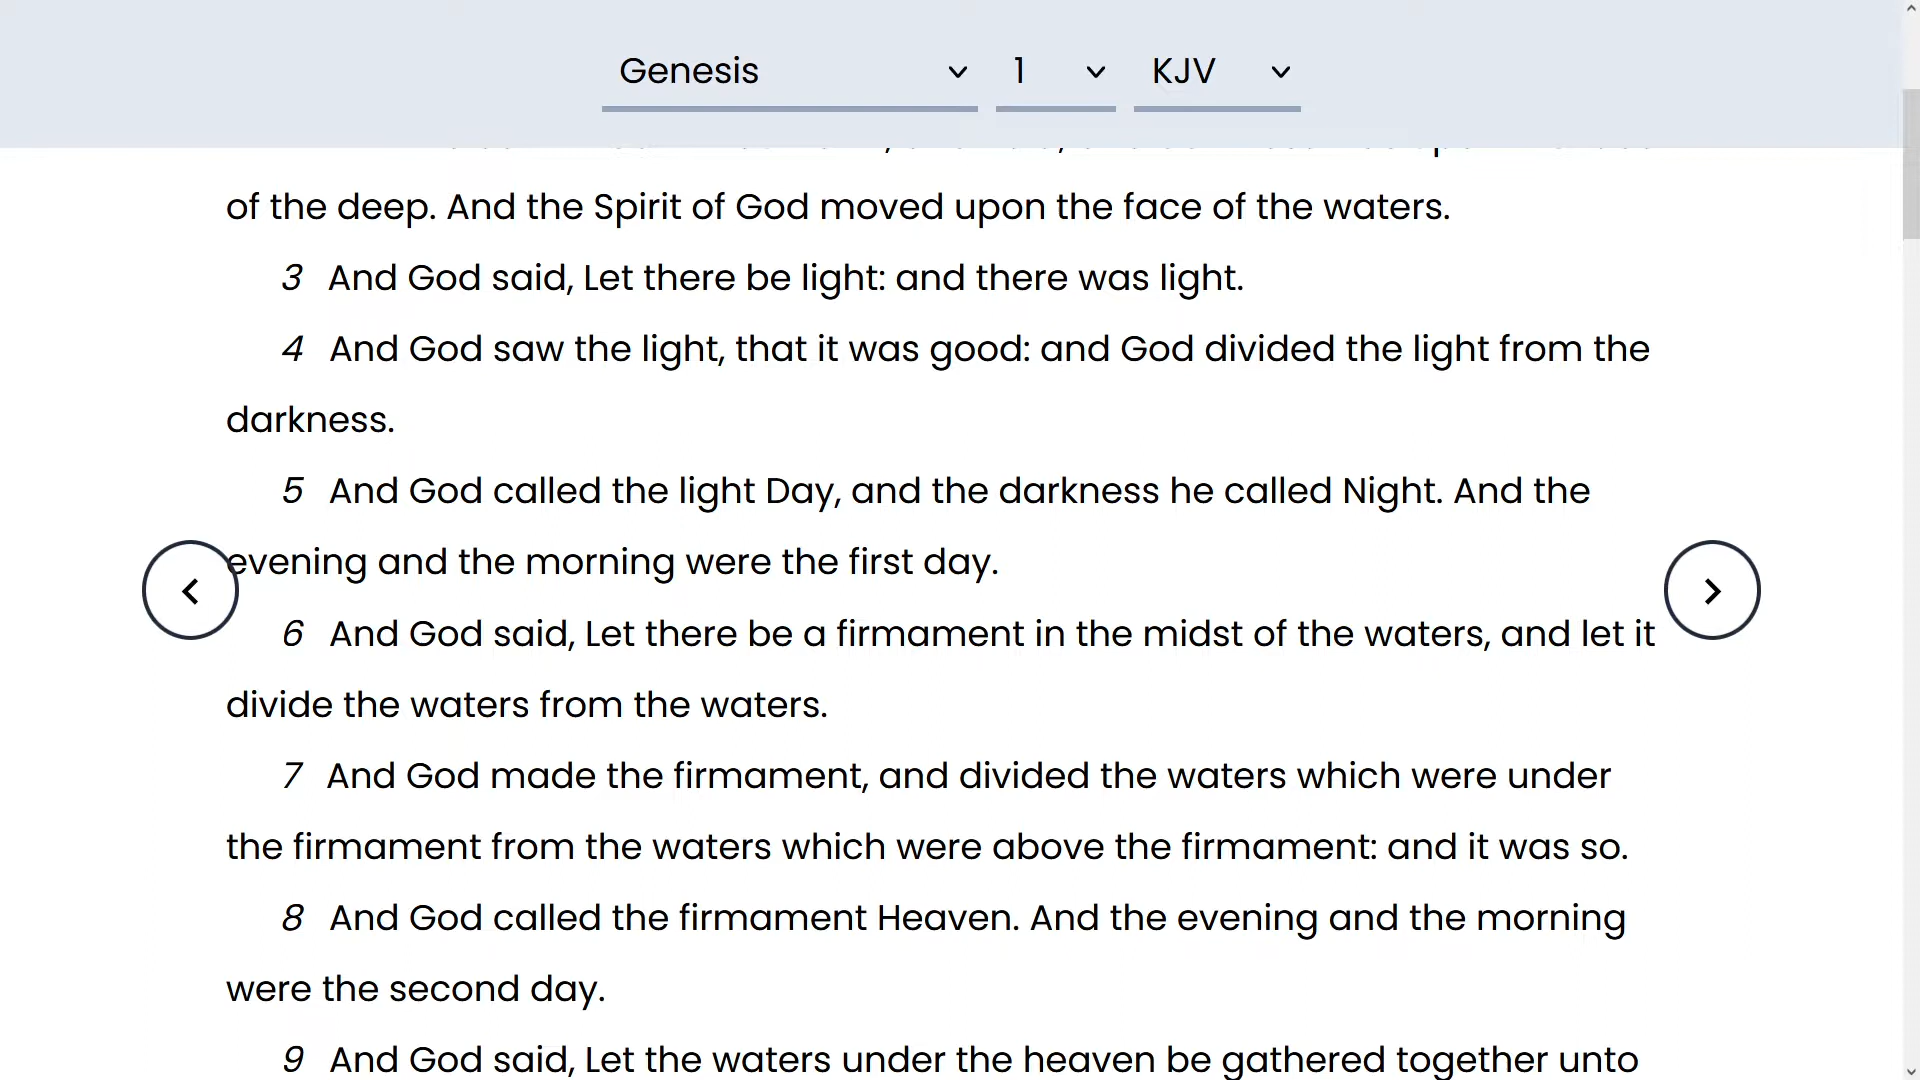 Genesis 1 KJV
of the deep. And the Spirit of God moved upon the face of the waters.
3 And God said, Let there be light: and there was light.
4 And God saw the light, that it was good: and God divided the light from the
darkness.
5 And God called the light Day, and the darkness he called Night. And the
evening and the morning were the first day.
6 And God said, Let there be a firmament in the midst of the waters, and let it
divide the waters from the waters.
7 And God made the firmament, and divided the waters which were under
the firmament from the waters which were above the firmament: and it was so.
8 And God called the firmament Heaven. And the evening and the morning
were the second day.
9 And God said, Let the waters under the heaven be gathered together unto